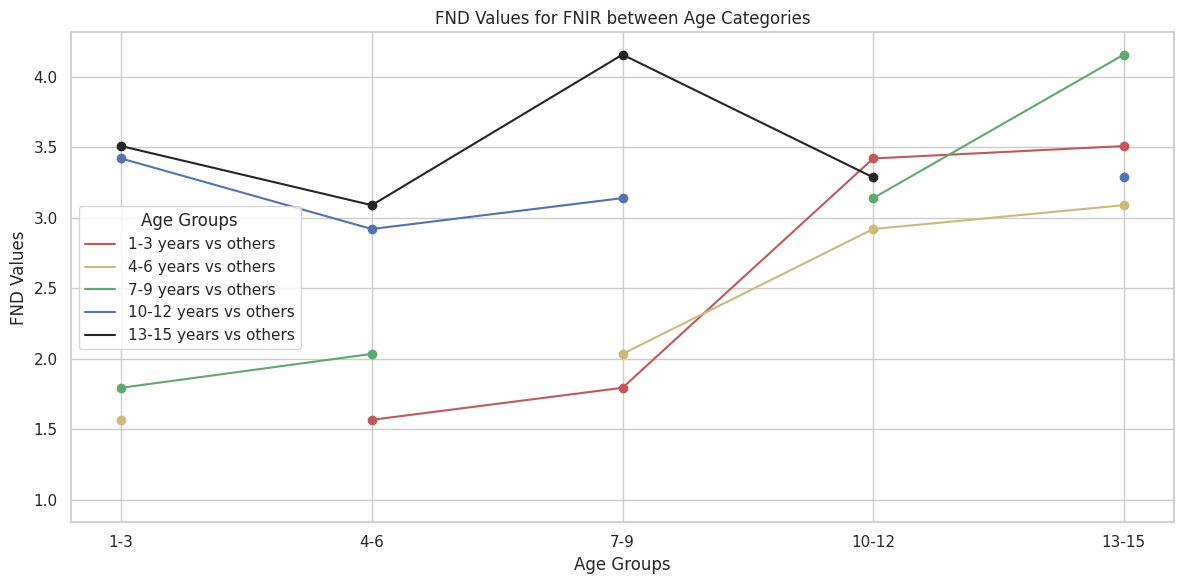 FND Values for FNIR between Age Categories
FND Values
4.0
3.5
3.0
2.5
2.0
1.5
1.0
Age Groups
1-3 years vs others
4-6 years vs others
7-9 years vs others
10-12 years vs others
13-15 years vs others
1-3
4-6
7-9
10-12
13-15
Age Groups